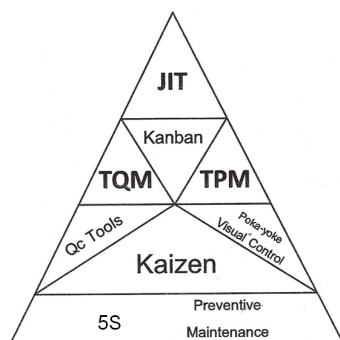 JIT
Kanban
TQM
TPM
Qc Tools
Poka-yoke
Visual Control
Kaizen
5S
Preventive
Maintenance